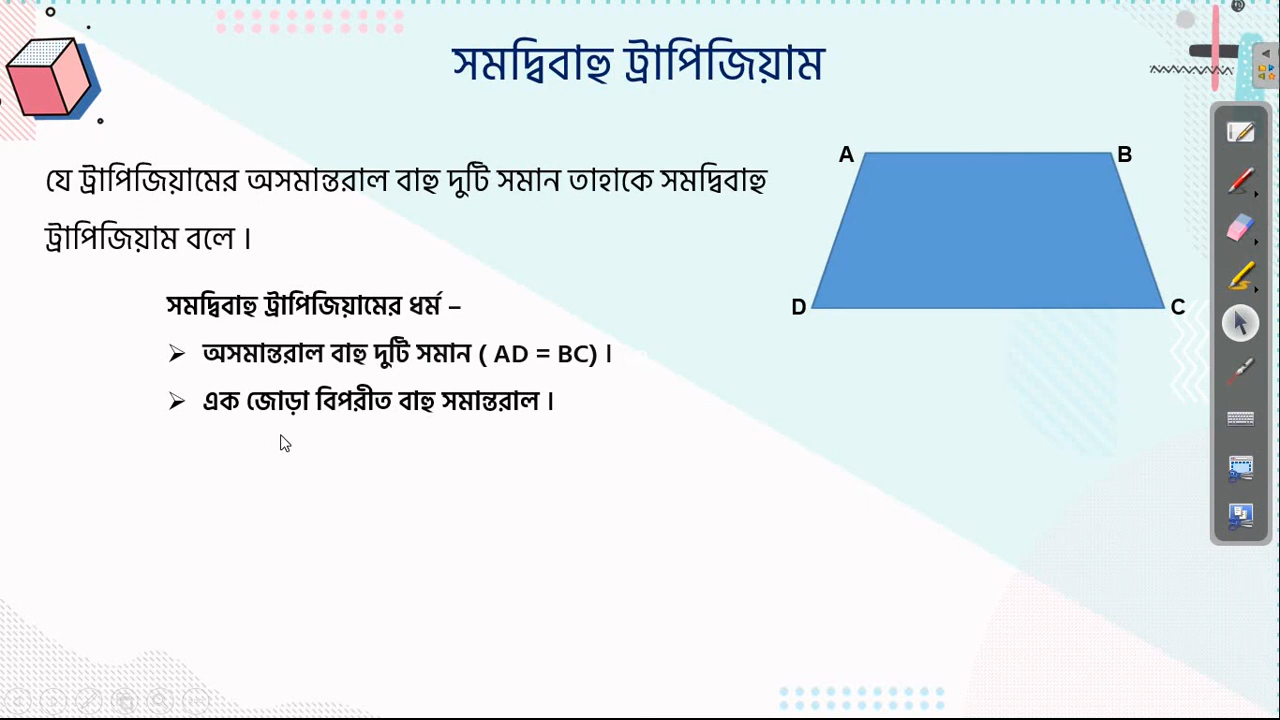 সমদ্বিবাহু ট্রাপিজিয়াম
A
B
যে ট্রাপিজিয়ামের অসমান্তরাল বাহু দুটি সমান তাহাকে সমদ্বিবাহু
ট্রাপিজিয়াম বলে ।
D
C
সমদ্বিবাহু ট্রাপিজিয়ামের ধর্ম –
➢ অসমান্তরাল বাহু দুটি সমান ( AD = BC) ।
➢ এক জোড়া বিপরীত বাহু সমান্তরাল ।